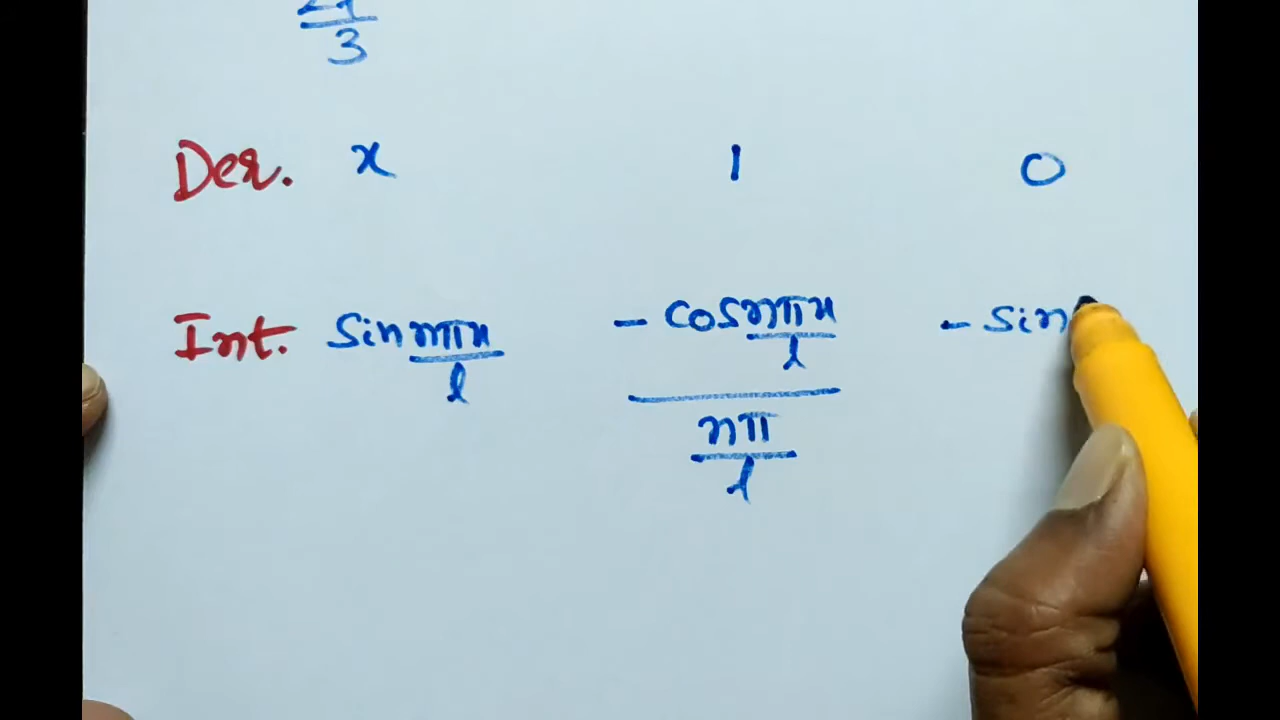 3
Der. x 1 0
Int. sin nπx/l - cos nπx/l - sin
nπ/l